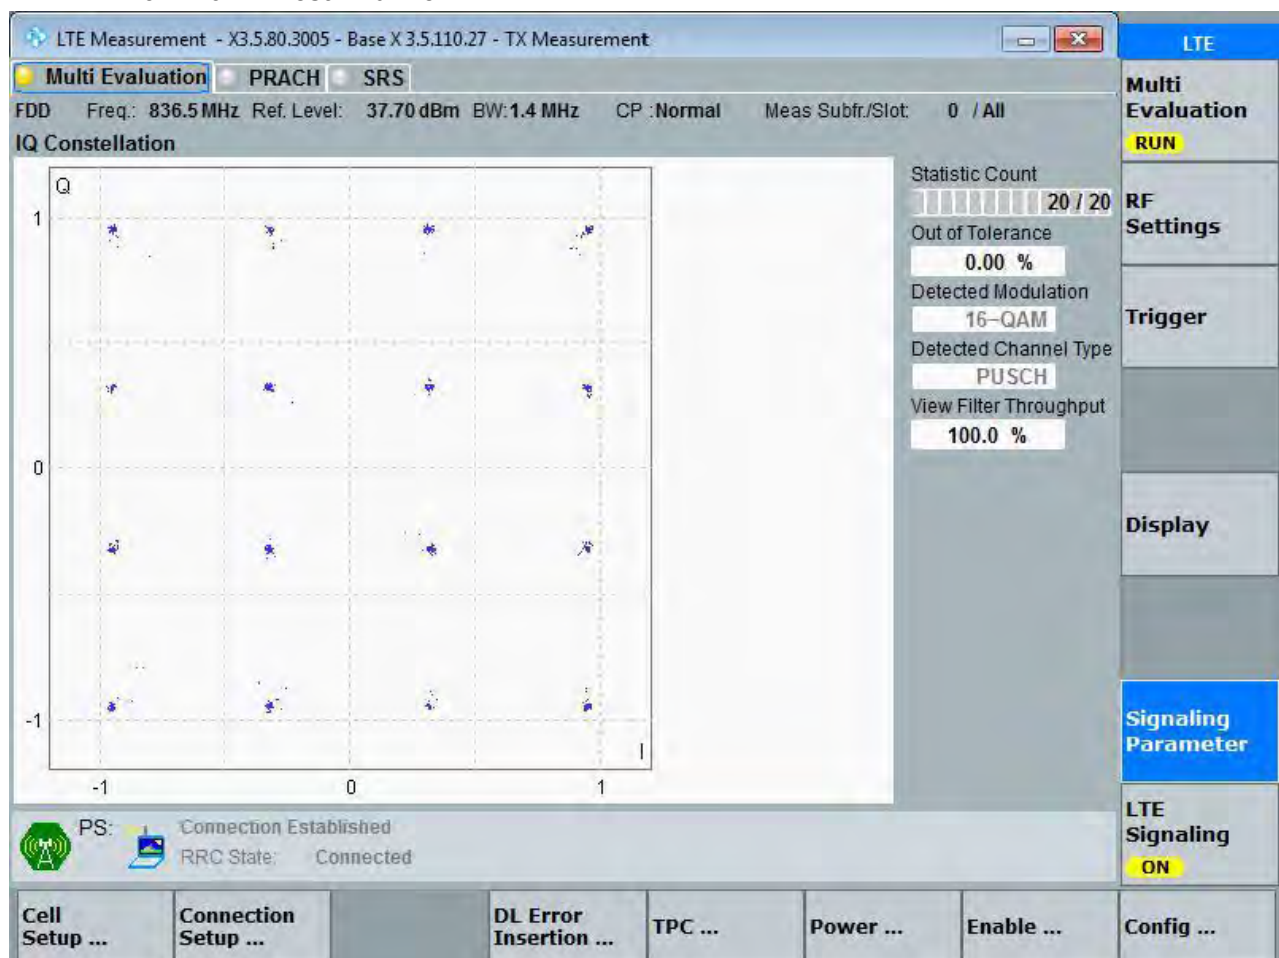 LTE Measurement - X3.5.80.3005 - Base X 3.5.110.27 - TX Measurement
LTE
Multi Evaluation PRACH SRS
FDD Freq.: 836.5 MHz Ref. Level: 37.70 dBm BW: 1.4 MHz CP : Normal Meas Subfr./Slot: 0 / All
IQ Constellation
Q
1
0
-1
I
-1 0 1
Statistic Count
20 / 20
Out of Tolerance
0.00 %
Detected Modulation
16-QAM
Detected Channel Type
PUSCH
View Filter Throughput
100.0 %
Multi
Evaluation
RUN
RF
Settings
Trigger
Display
Signaling
Parameter
LTE
Signaling
ON
PS: Connection Established
RRC State: Connected
Cell
Setup ...
Connection
Setup ...
DL Error
Insertion ...
TPC ...
Power ...
Enable ...
Config ...